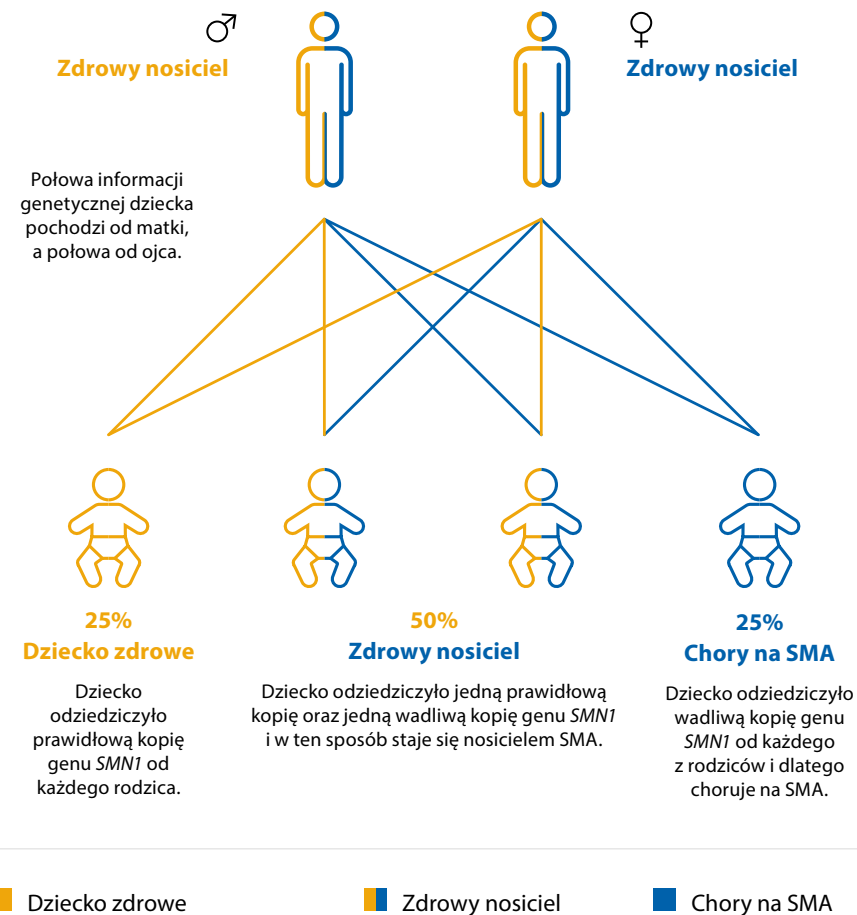 ♂
♀
Zdrowy nosiciel
Zdrowy nosiciel
Połowa informacji
genetycznej dziecka
pochodzi od matki,
a połowa od ojca.
25%
Dziecko zdrowe
Dziecko
odziedziczyło
prawidłową kopię
genu SMN1 od
każdego rodzica.
50%
Zdrowy nosiciel
Dziecko odziedziczyło jedną prawidłową
kopię oraz jedną wadliwą kopię genu SMN1
i w ten sposób staje się nosicielem SMA.
25%
Chory na SMA
Dziecko odziedziczyło
wadliwą kopię genu
SMN1 od każdego
z rodziców i dlatego
choruje na SMA.
Dziecko zdrowe
Zdrowy nosiciel
Chory na SMA